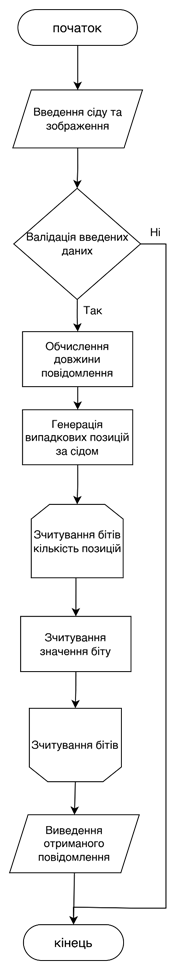 початок
Введення сіду та
зображення
Валідація введених
даних
Ні
Так
Обчислення
довжини
повідомлення
Генерація
випадкових позицій
за сідом
Зчитування бітів
кількість позицій
Зчитування
значення біту
Зчитування бітів
Виведення
отриманого
повідомлення
кінець